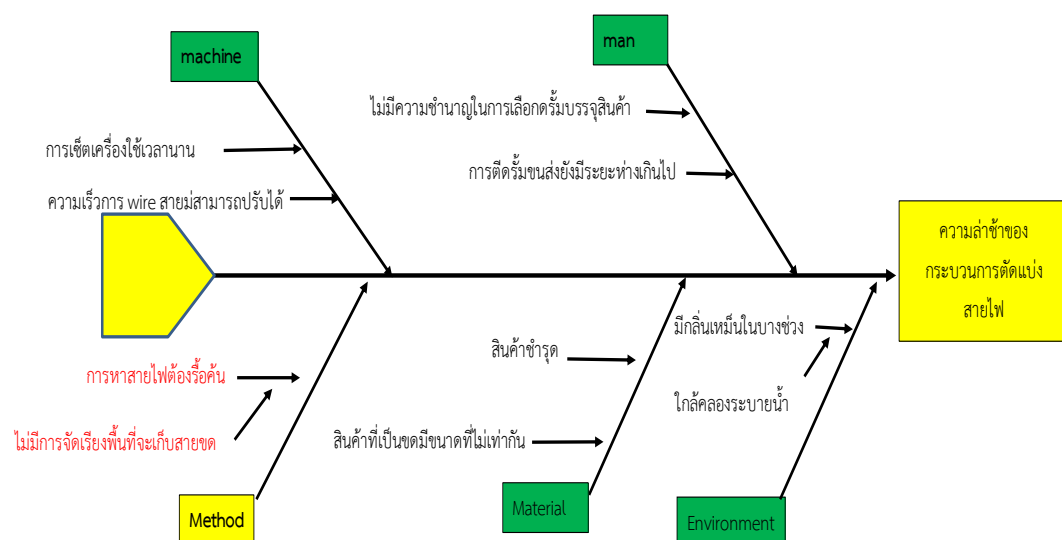 machine
man
ไม่มีความชำนาญในการเลือกดรั้มบรรจุสินค้า
การเซ็ตเครื่องใช้เวลานาน
การตีดรั้มขนส่งยังมีระยะห่างเกินไป
ความเร็วการ wire สายม่สามารถปรับได้
ความล่าช้าของ
กระบวนการตัดแบ่ง
สายไฟ
มีกลิ่นเหม็นในบางช่วง
สินค้าชำรุด
การหาสายไฟต้องรื้อค้น
ใกล้คลองระบายน้ำ
ไม่มีการจัดเรียงพื้นที่จะเก็บสายขด
สินค้าที่เป็นขดมีขนาดที่ไม่เท่ากัน
Method
Material
Environment